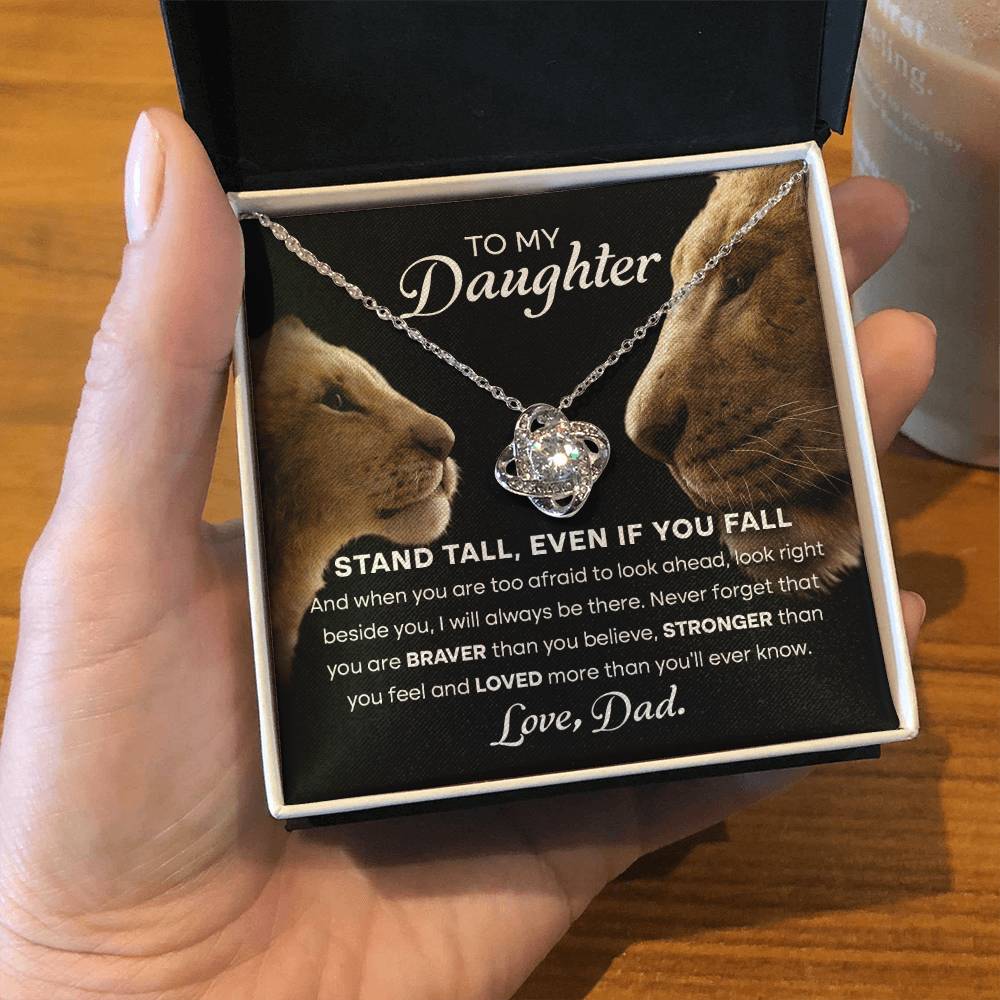 TO MY
Daughter
STAND TALL, EVEN IF YOU FALL
And when you are too afraid to look ahead, look right
beside you, I will always be there. Never forget that
you are BRAVER than you believe, STRONGER than
you feel and LOVED more than you'll ever know.
Love, Dad.